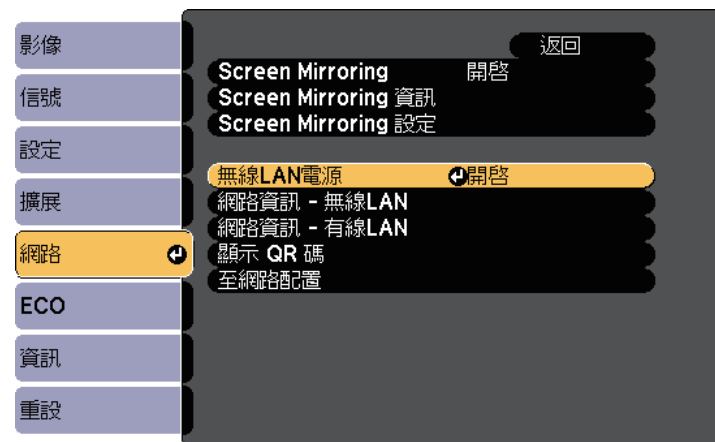 影像
信號
設定
擴展
網路
ECO
資訊
重設
返回
Screen Mirroring 開啓
Screen Mirroring 資訊
Screen Mirroring 設定
無線LAN電源 開啓
網路資訊 - 無線LAN
網路資訊 - 有線LAN
顯示 QR 碼
至網路配置